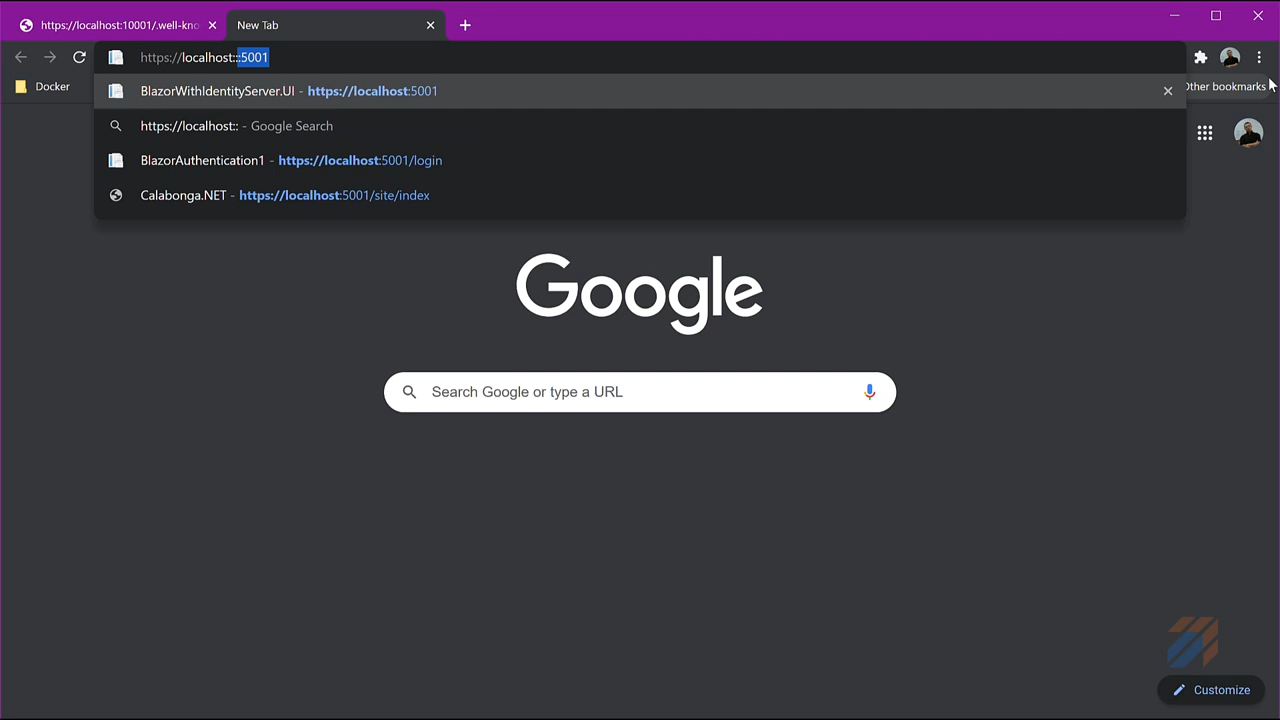 https://localhost:10001/.well-kno
New Tab
https://localhost:::5001
Docker
BlazorWithIdentityServer.UI - https://localhost:5001
Other bookmarks
https://localhost:: - Google Search
BlazorAuthentication1 - https://localhost:5001/login
Calabonga.NET - https://localhost:5001/site/index
Google
Search Google or type a URL
Customize